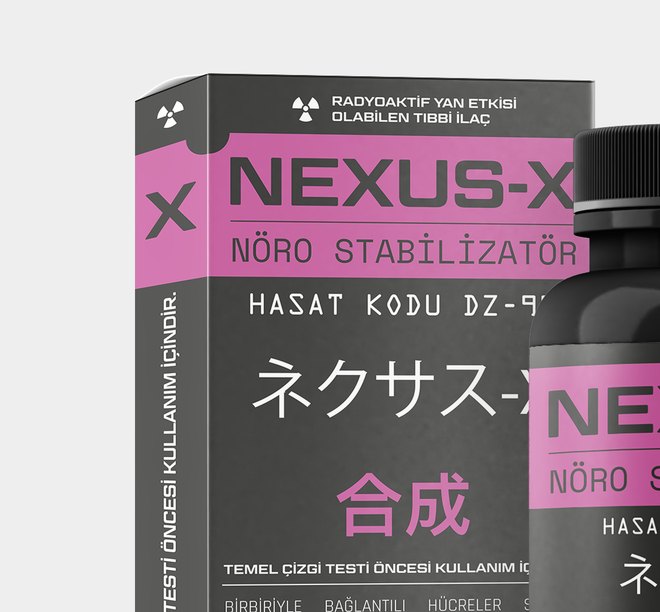 RADYOAKTİF YAN ETKİSİ
OLABİLEN TIBBİ İLAÇ
NEXUS-X
NÖRO STABİLİZATÖR
HASAT KODU DZ-9
ネクサス-X
合成
TEMEL ÇİZGİ TESTİ ÖNCESİ KULLANIM İÇ
BİRBİRİYLE BAĞLANTILI HÜCRELER S
X
TESTİ ÖNCESİ KULLANIM İÇİNDİR.
NE
NÖRO S
HASA
ネ